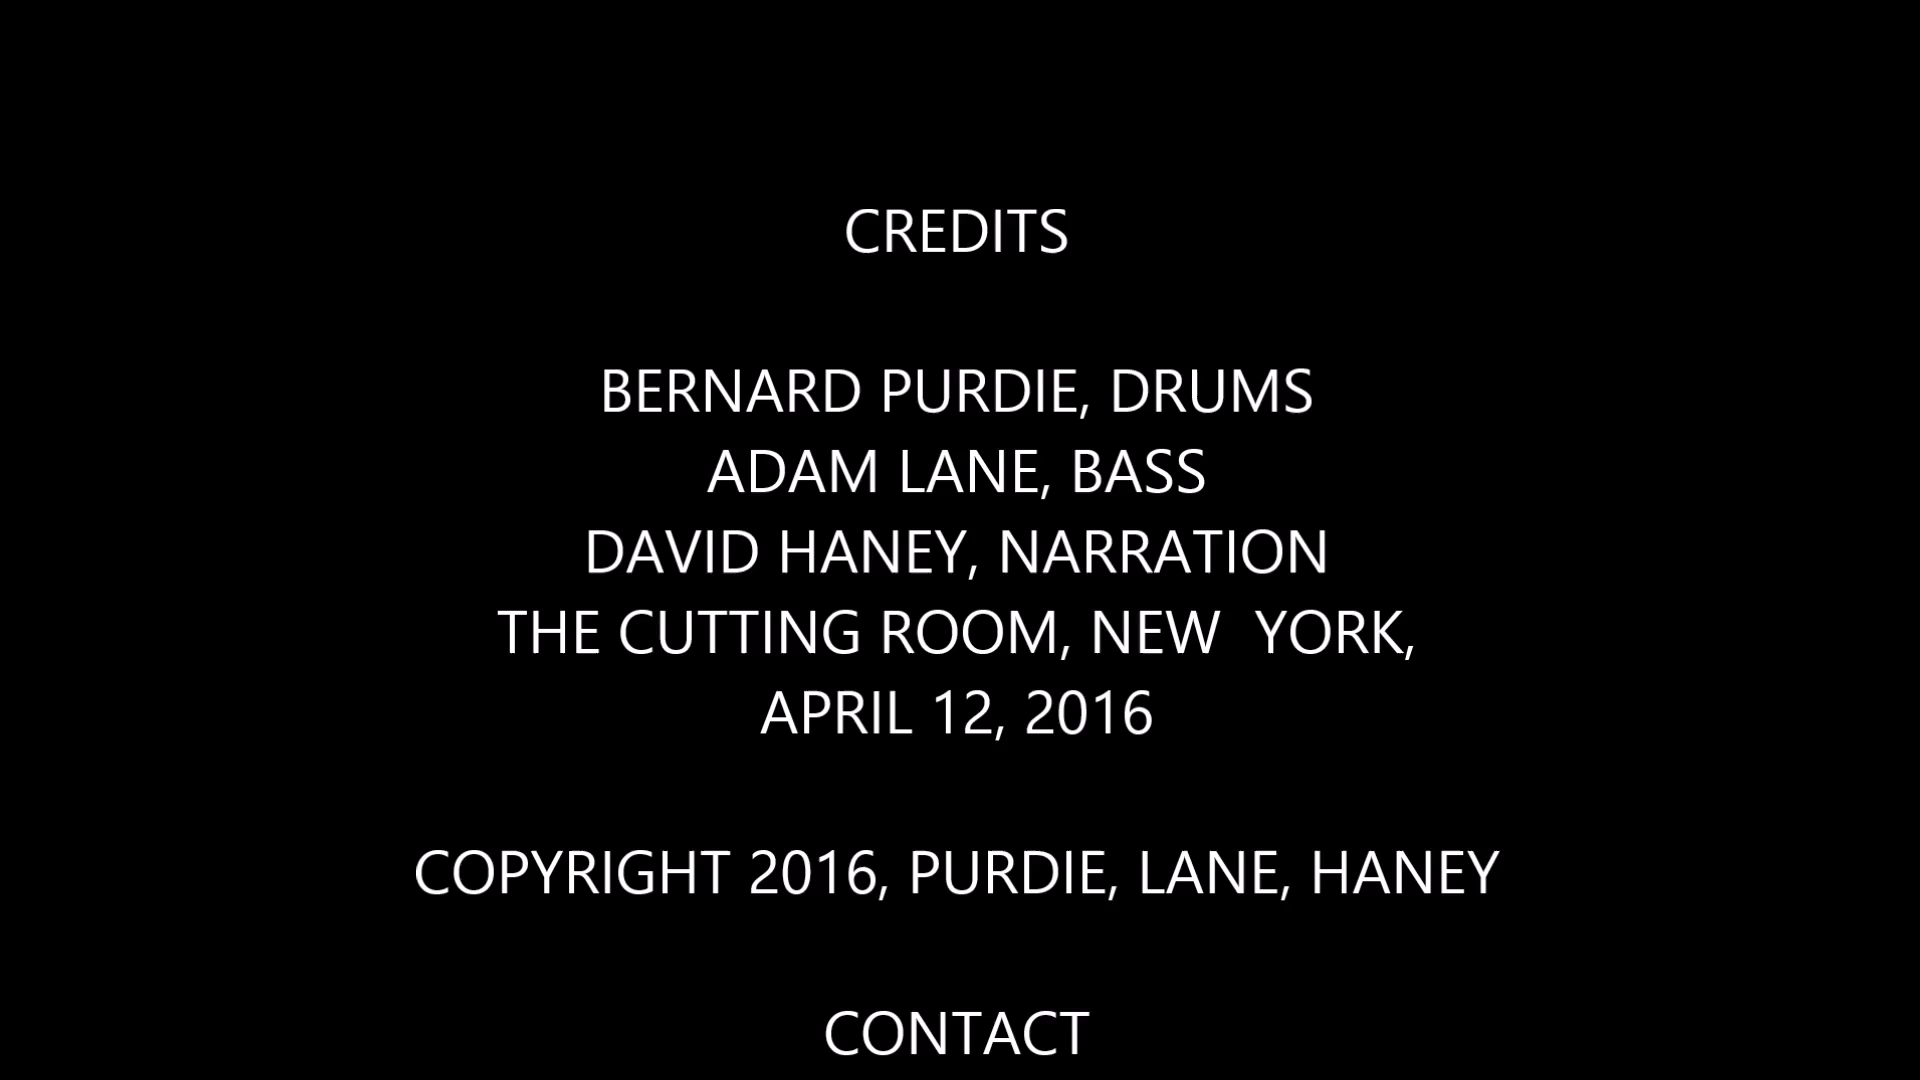 CREDITS
BERNARD PURDIE, DRUMS
ADAM LANE, BASS
DAVID HANEY, NARRATION
THE CUTTING ROOM, NEW  YORK,
APRIL 12, 2016
COPYRIGHT 2016, PURDIE, LANE, HANEY
CONTACT